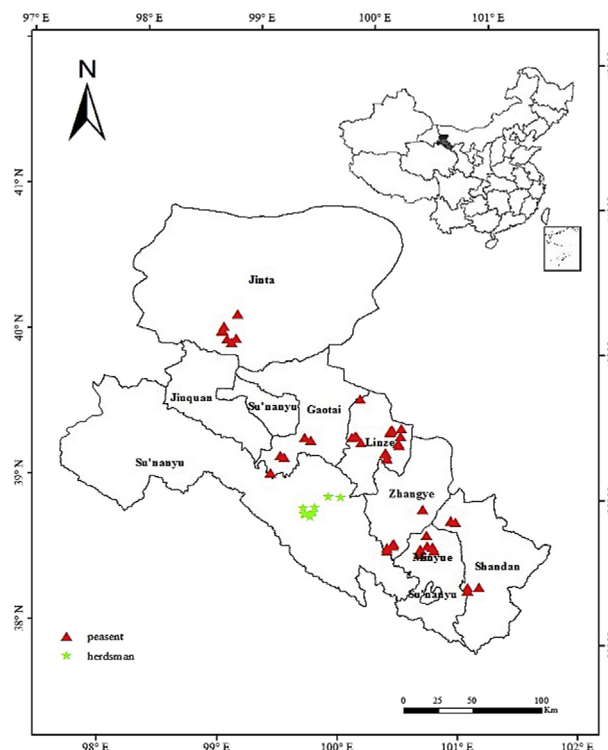 97° E 98° E 99° E 100° E 101° E
N
41° N
Jinta
40° N
Jiuquan
Su'nanyu
Gaotai
Linze
Su'nanyu
39° N
Zhangye
Minyue
Shandan
Su'nanyu
38° N
peasent
herdsman
0 25 50 100
Km
98° E 99° E 100° E 101° E 102° E